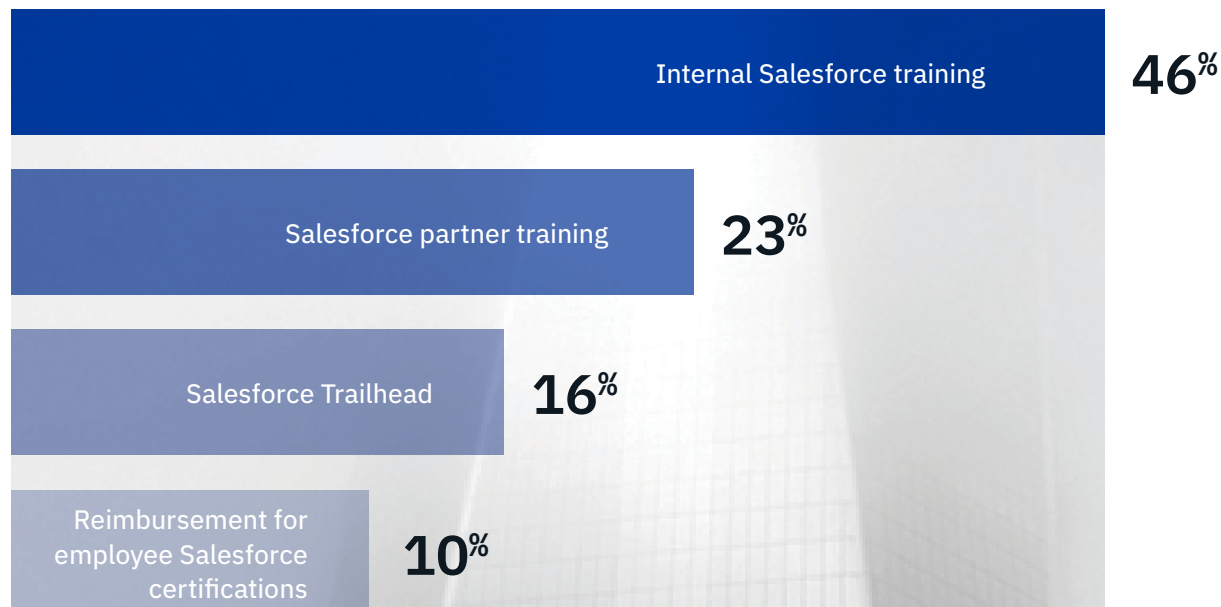 Internal Salesforce training
46%
Salesforce partner training
23%
Salesforce Trailhead
16%
Reimbursement for
employee Salesforce
certifications
10%